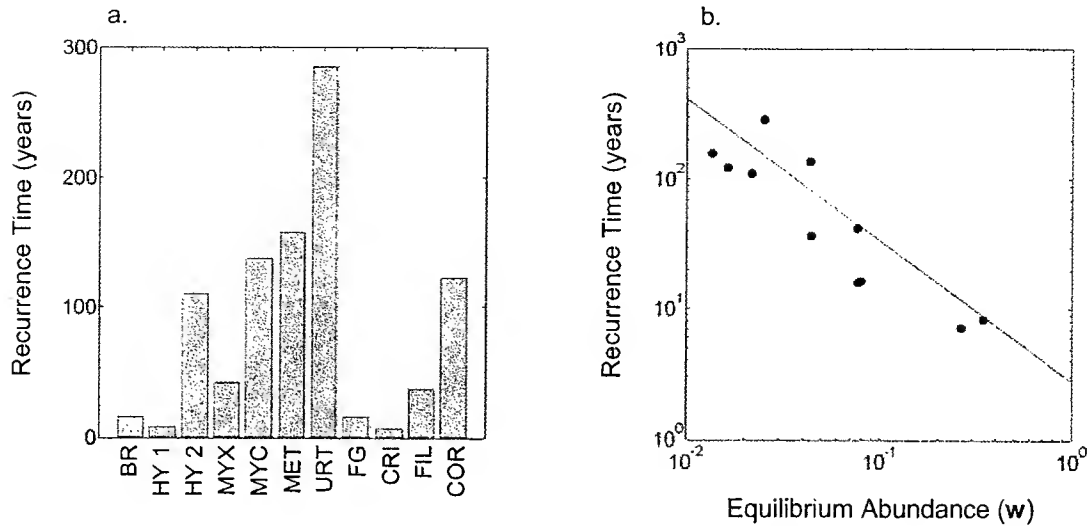 a.
Recurrence Time (years)
300
200
100
0
BR
HY 1
HY 2
MYX
MYC
MET
URT
FG
CRI
FIL
COR
b.
Recurrence Time (years)
10³
10²
10¹
10⁰
10⁻²
10⁻¹
10⁰
Equilibrium Abundance (w)